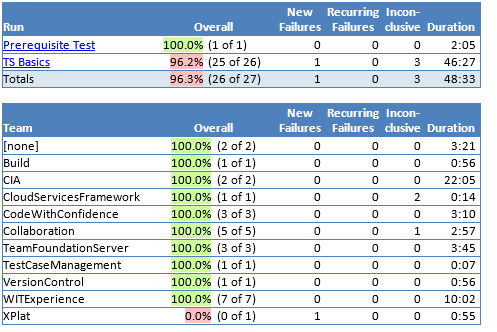 New Recurring Incon-
Run Overall Failures Failures clusive Duration
Prerequisite Test 100.0% (1 of 1) 0 0 0 2:05
TS Basics 96.2% (25 of 26) 1 0 3 46:27
Totals 96.3% (26 of 27) 1 0 3 48:33
New Recurring Incon-
Team Overall Failures Failures clusive Duration
[none] 100.0% (2 of 2) 0 0 0 3:21
Build 100.0% (1 of 1) 0 0 0 0:56
CIA 100.0% (2 of 2) 0 0 0 22:05
CloudServicesFramework 100.0% (1 of 1) 0 0 2 0:14
CodeWithConfidence 100.0% (3 of 3) 0 0 0 3:10
Collaboration 100.0% (5 of 5) 0 0 1 2:57
TeamFoundationServer 100.0% (3 of 3) 0 0 0 3:45
TestCaseManagement 100.0% (1 of 1) 0 0 0 0:07
VersionControl 100.0% (1 of 1) 0 0 0 0:56
WITExperience 100.0% (7 of 7) 0 0 0 10:02
XPlat 0.0% (0 of 1) 1 0 0 0:55